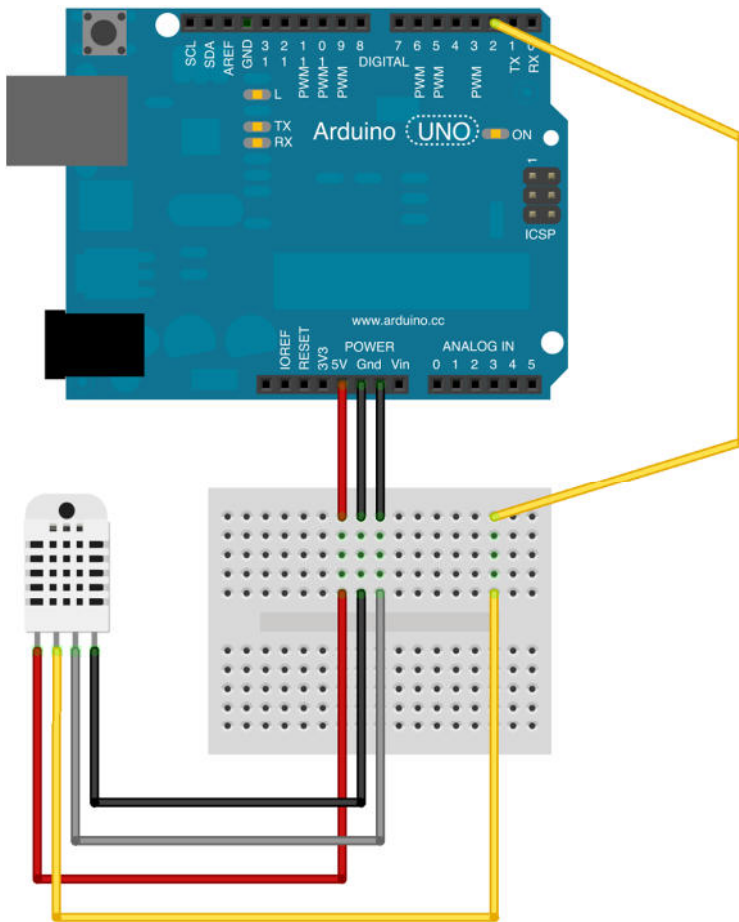 SCL
SDA
AREF
GND
13
12
PWM 11
PWM 10
PWM 9
8
DIGITAL
7
PWM 6
PWM 5
4
PWM 3
2
TX 1
RX 0
L
TX
RX
Arduino UNO
ON
1
ICSP
www.arduino.cc
POWER
ANALOG IN
IOREF
RESET
3V3
5V Gnd Vin
0 1 2 3 4 5